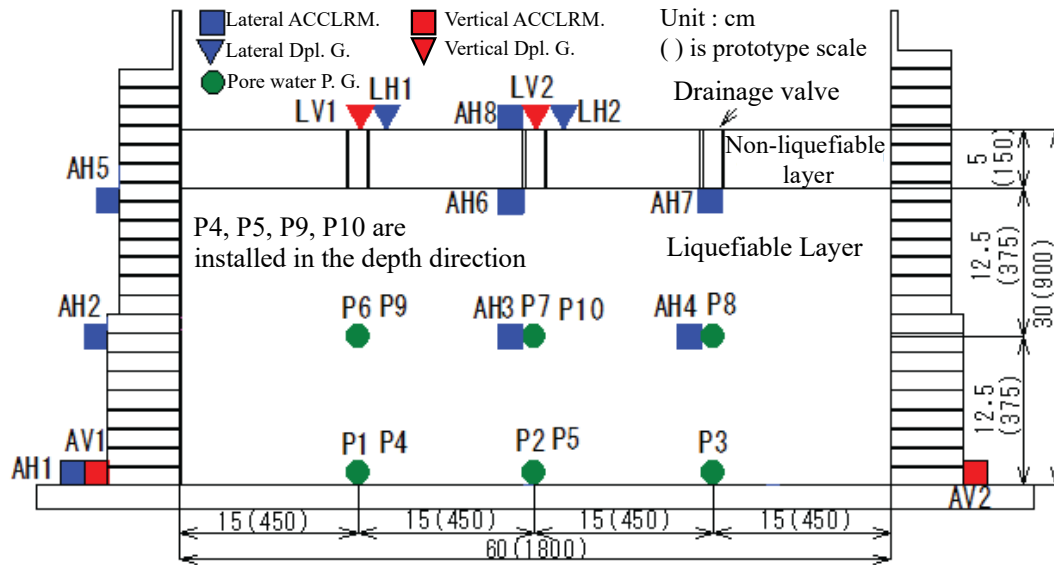 Lateral ACCLRM.
Vertical ACCLRM.
Unit : cm
Lateral Dpl. G.
Vertical Dpl. G.
( ) is prototype scale
Pore water P. G.
Drainage valve
LV1
LH1
AH8
LV2
LH2
Non-liquefiable
layer
5
(150)
AH5
AH6
AH7
P4, P5, P9, P10 are
installed in the depth direction
Liquefiable Layer
12.5
(375)
30(900)
AH2
P6 P9
AH3 P7 P10
AH4 P8
12.5
(375)
AV1
AH1
P1 P4
P2 P5
P3
AV2
15(450)
15(450)
15(450)
15(450)
60(1800)